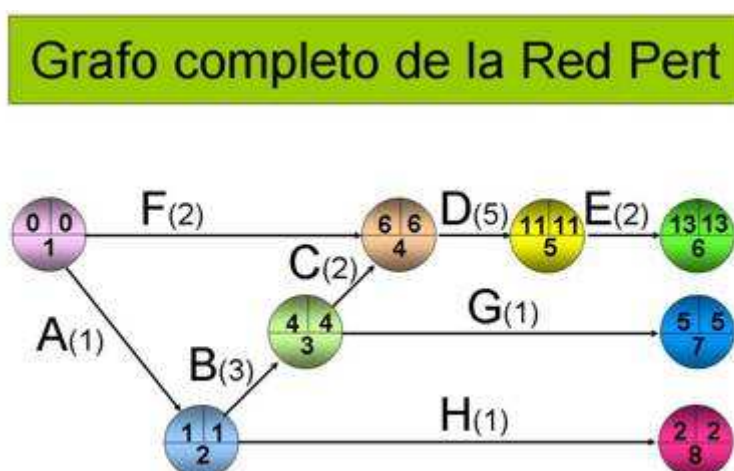 Grafo completo de la Red Pert
F(2)
D(5)
E(2)
0 0
1
6 6
4
11 11
5
13 13
6
C(2)
A(1)
B(3)
4 4
3
G(1)
5 5
7
H(1)
1 1
2
2 2
8